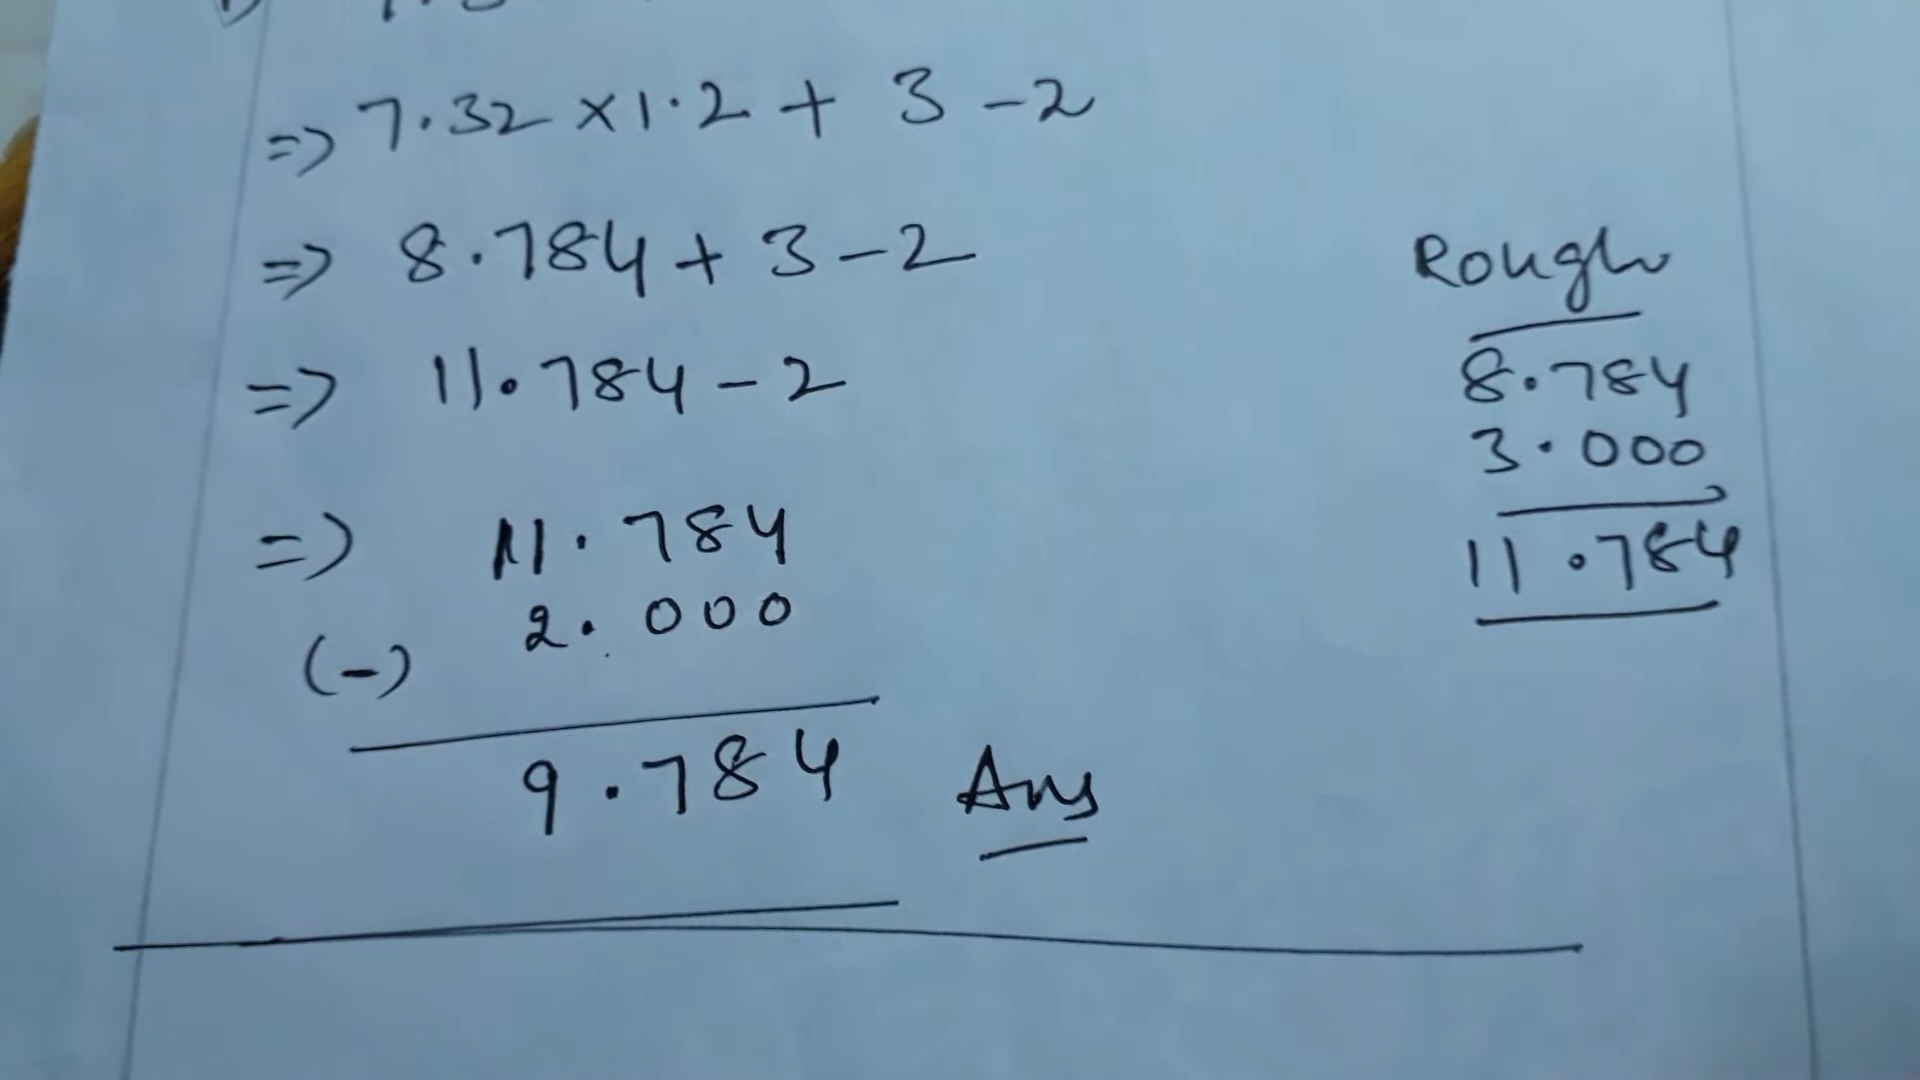 => 7.32 × 1.2 + 3 - 2
=> 8.784 + 3 - 2
=> 11.784 - 2
=> 11.784
(-) 2.000
9.784 Ans
Rough
8.784
3.000
11.784